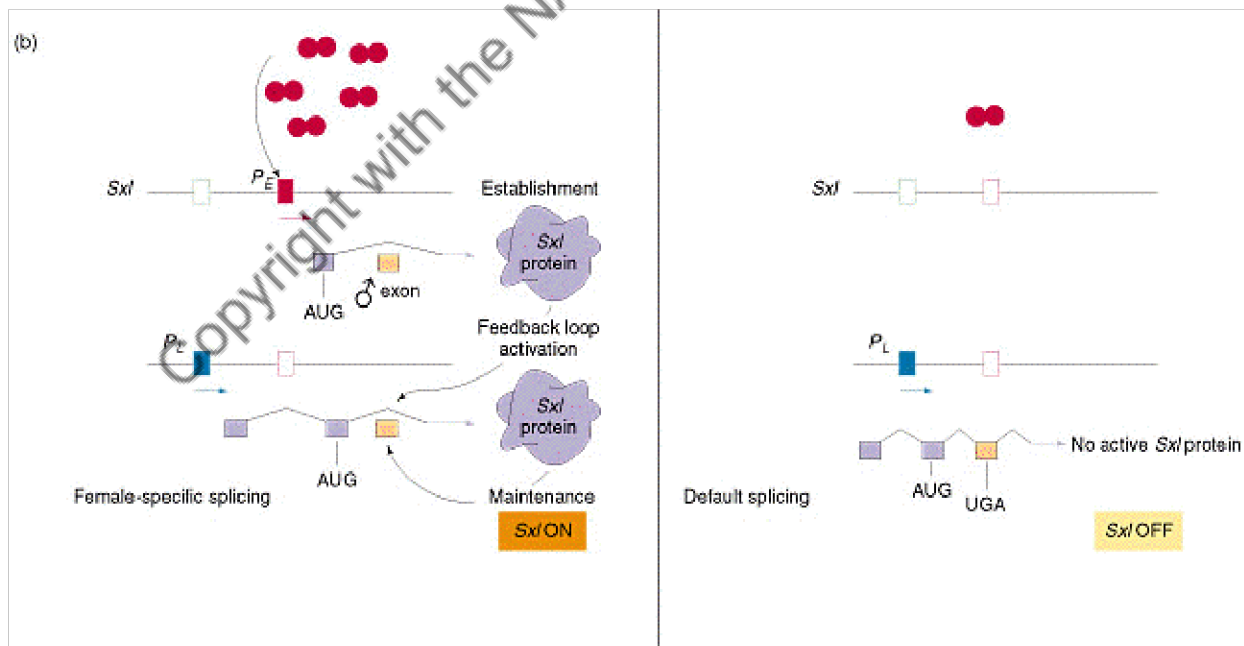 (b)
Copyright with the NA
Sxl
PE
Establishment
Sxl
protein
AUG
♂ exon
Feedback loop
activation
PL
Sxl
protein
AUG
Female-specific splicing
Maintenance
Sxl ON
Sxl
PL
No active Sxl protein
AUG
UGA
Default splicing
Sxl OFF